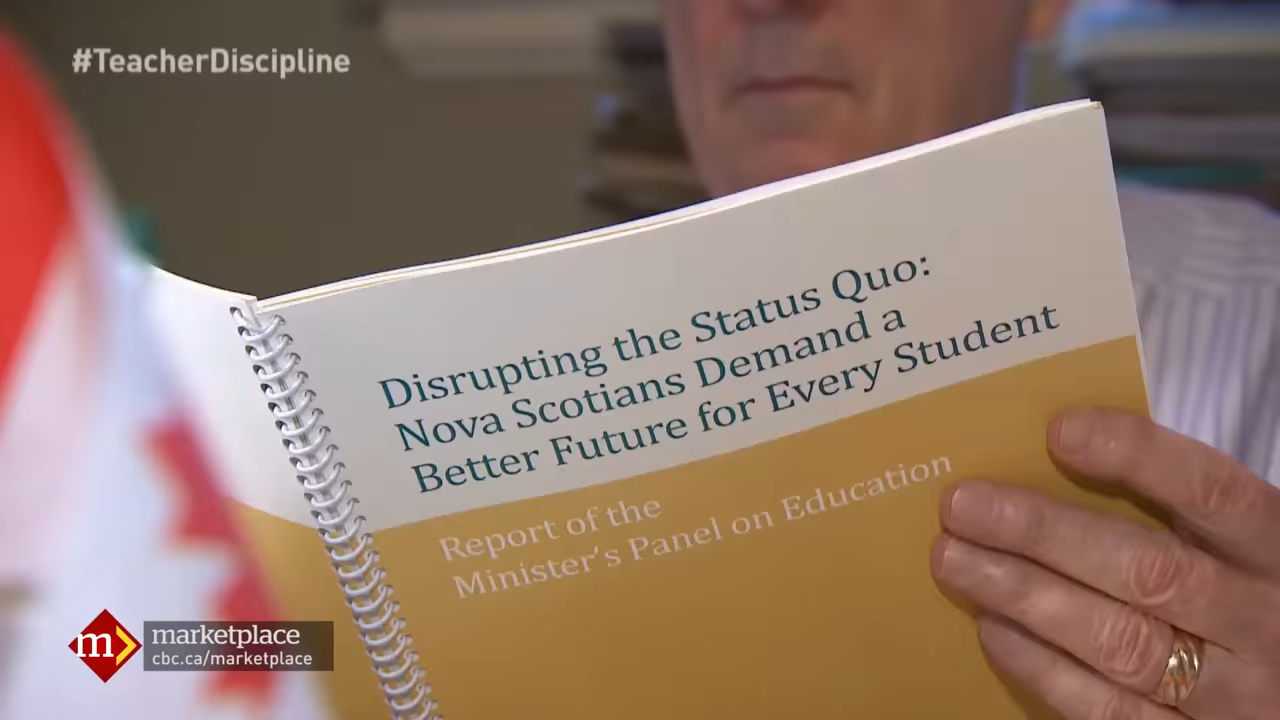 #TeacherDiscipline
Disrupting the Status Quo:
Nova Scotians Demand a
Better Future for Every Student
Report of the
Minister's Panel on Education
m
marketplace
cbc.ca/marketplace